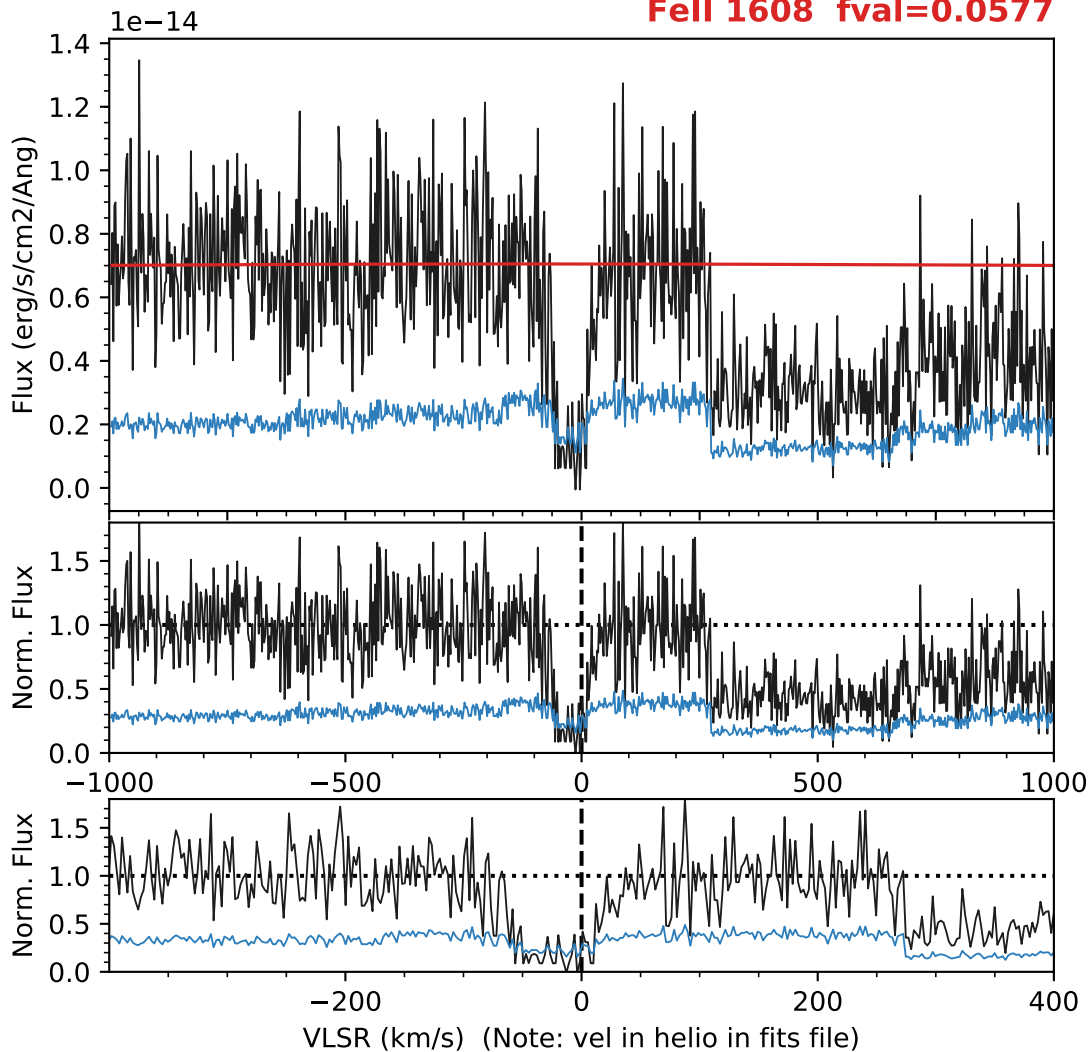 FeII 1608 fval=0.0577
1e−14
1.4
1.2
1.0
0.8
0.6
0.4
0.2
0.0
Flux (erg/s/cm2/Ang)
1.5
1.0
0.5
0.0
Norm. Flux
−1000 −500 0 500 1000
1.5
1.0
0.5
0.0
Norm. Flux
−200 0 200 400
VLSR (km/s) (Note: vel in helio in fits file)